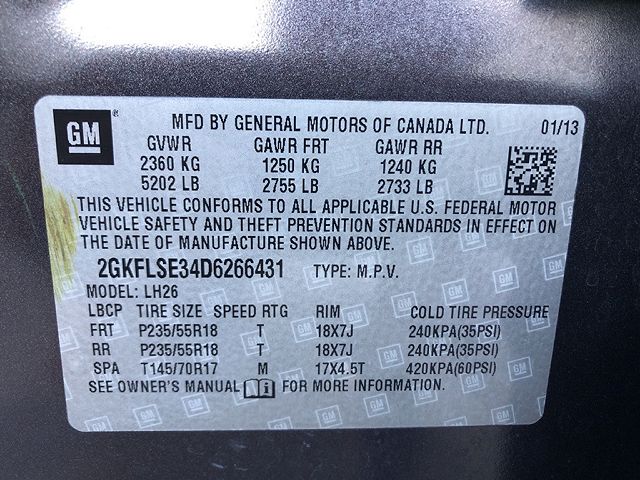 GM MFD BY GENERAL MOTORS OF CANADA LTD. 01/13
GVWR GAWR FRT GAWR RR
2360 KG 1250 KG 1240 KG
5202 LB 2755 LB 2733 LB
THIS VEHICLE CONFORMS TO ALL APPLICABLE U.S. FEDERAL MOTOR
VEHICLE SAFETY AND THEFT PREVENTION STANDARDS IN EFFECT ON
THE DATE OF MANUFACTURE SHOWN ABOVE.
2GKFLSE34D6266431 TYPE: M.P.V.
MODEL: LH26
LBCP TIRE SIZE SPEED RTG RIM COLD TIRE PRESSURE
FRT P235/55R18 T 18X7J 240KPA(35PSI)
RR P235/55R18 T 18X7J 240KPA(35PSI)
SPA T145/70R17 M 17X4.5T 420KPA(60PSI)
SEE OWNER'S MANUAL FOR MORE INFORMATION.